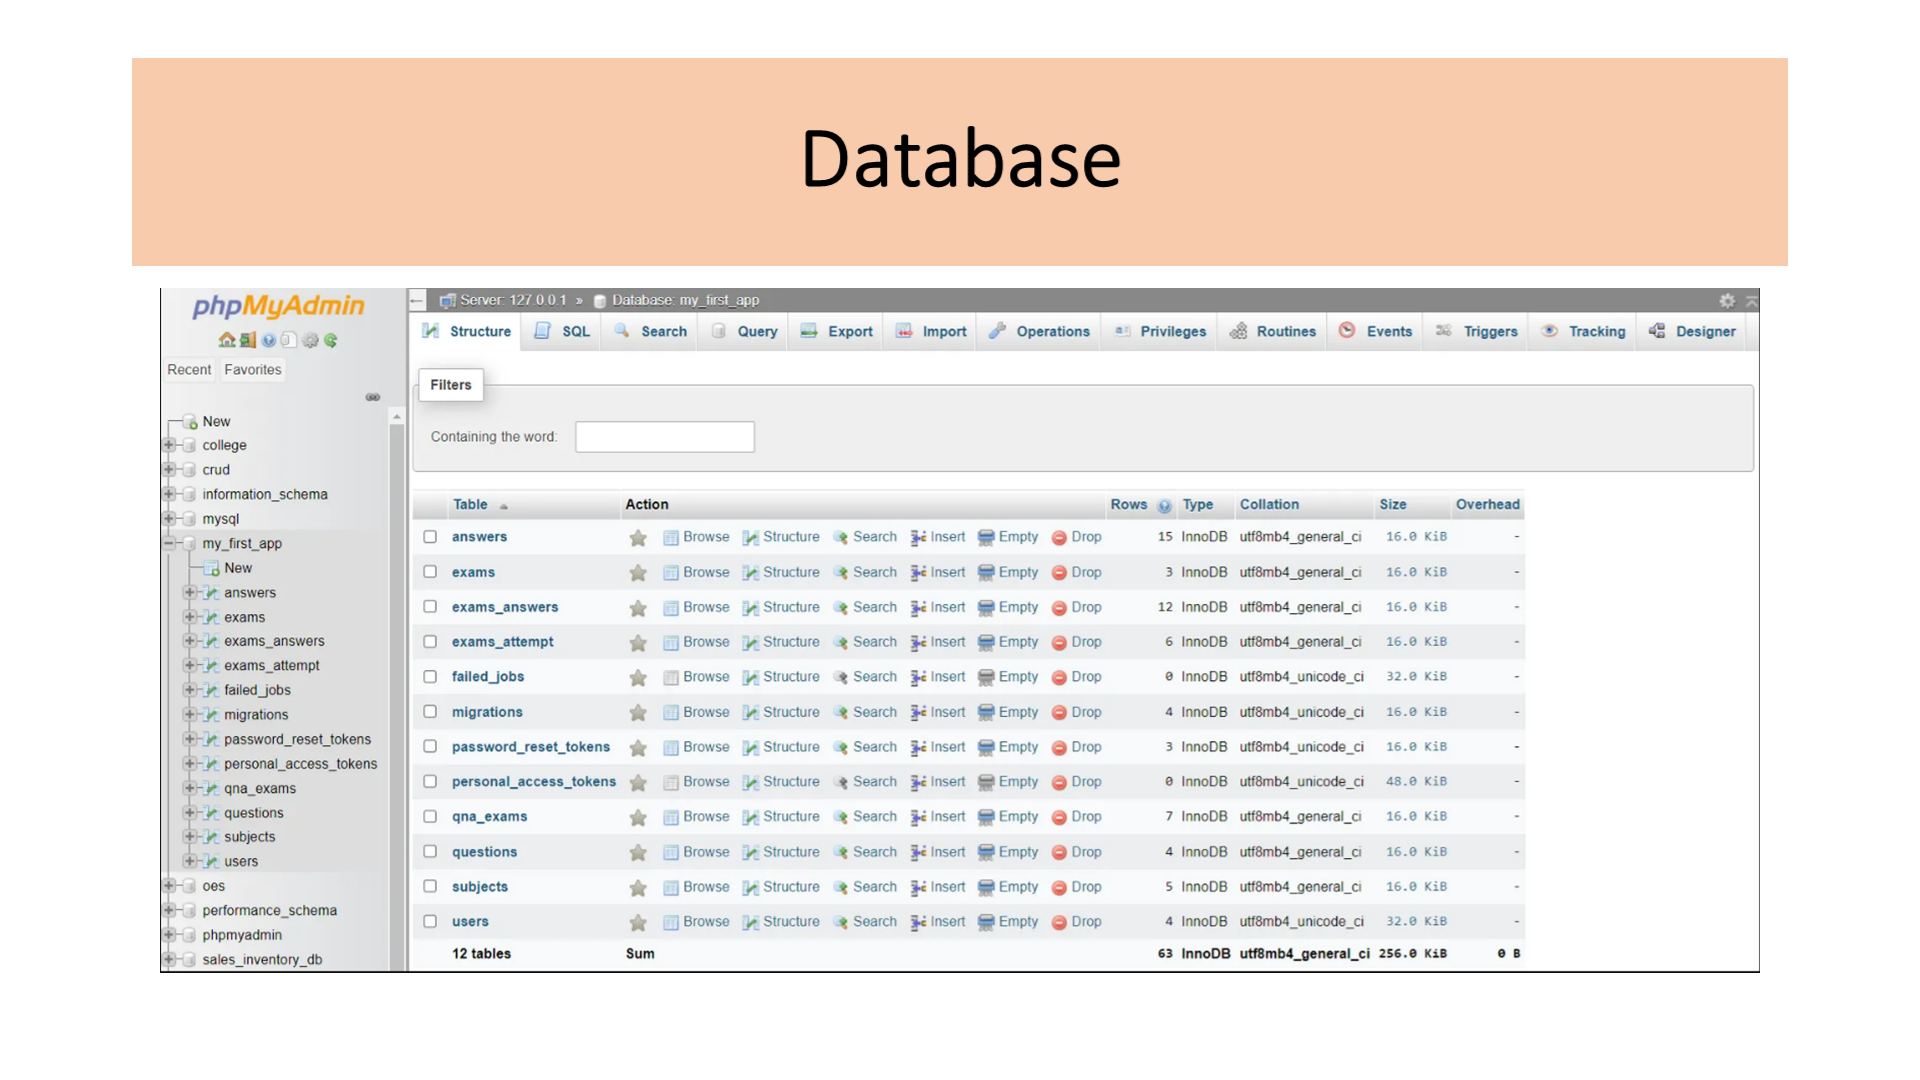 Database
phpMyAdmin
Recent Favorites
New
college
crud
information_schema
mysql
my_first_app
New
answers
exams
exams_answers
exams_attempt
failed_jobs
migrations
password_reset_tokens
personal_access_tokens
qna_exams
questions
subjects
users
oes
performance_schema
phpmyadmin
sales_inventory_db
Server: 127.0.0.1 » Database: my_first_app
Structure SQL Search Query Export Import Operations Privileges Routines Events Triggers Tracking Designer
Filters
Containing the word:
Table Action Rows Type Collation Size Overhead
answers Browse Structure Search Insert Empty Drop 15 InnoDB utf8mb4_general_ci 16.0 KiB -
exams Browse Structure Search Insert Empty Drop 3 InnoDB utf8mb4_general_ci 16.0 KiB -
exams_answers Browse Structure Search Insert Empty Drop 12 InnoDB utf8mb4_general_ci 16.0 KiB -
exams_attempt Browse Structure Search Insert Empty Drop 6 InnoDB utf8mb4_general_ci 16.0 KiB -
failed_jobs Browse Structure Search Insert Empty Drop 0 InnoDB utf8mb4_unicode_ci 32.0 KiB -
migrations Browse Structure Search Insert Empty Drop 4 InnoDB utf8mb4_unicode_ci 16.0 KiB -
password_reset_tokens Browse Structure Search Insert Empty Drop 3 InnoDB utf8mb4_unicode_ci 16.0 KiB -
personal_access_tokens Browse Structure Search Insert Empty Drop 0 InnoDB utf8mb4_unicode_ci 48.0 KiB -
qna_exams Browse Structure Search Insert Empty Drop 7 InnoDB utf8mb4_general_ci 16.0 KiB -
questions Browse Structure Search Insert Empty Drop 4 InnoDB utf8mb4_general_ci 16.0 KiB -
subjects Browse Structure Search Insert Empty Drop 5 InnoDB utf8mb4_general_ci 16.0 KiB -
users Browse Structure Search Insert Empty Drop 4 InnoDB utf8mb4_unicode_ci 32.0 KiB -
12 tables Sum 63 InnoDB utf8mb4_general_ci 256.0 KiB 0 B